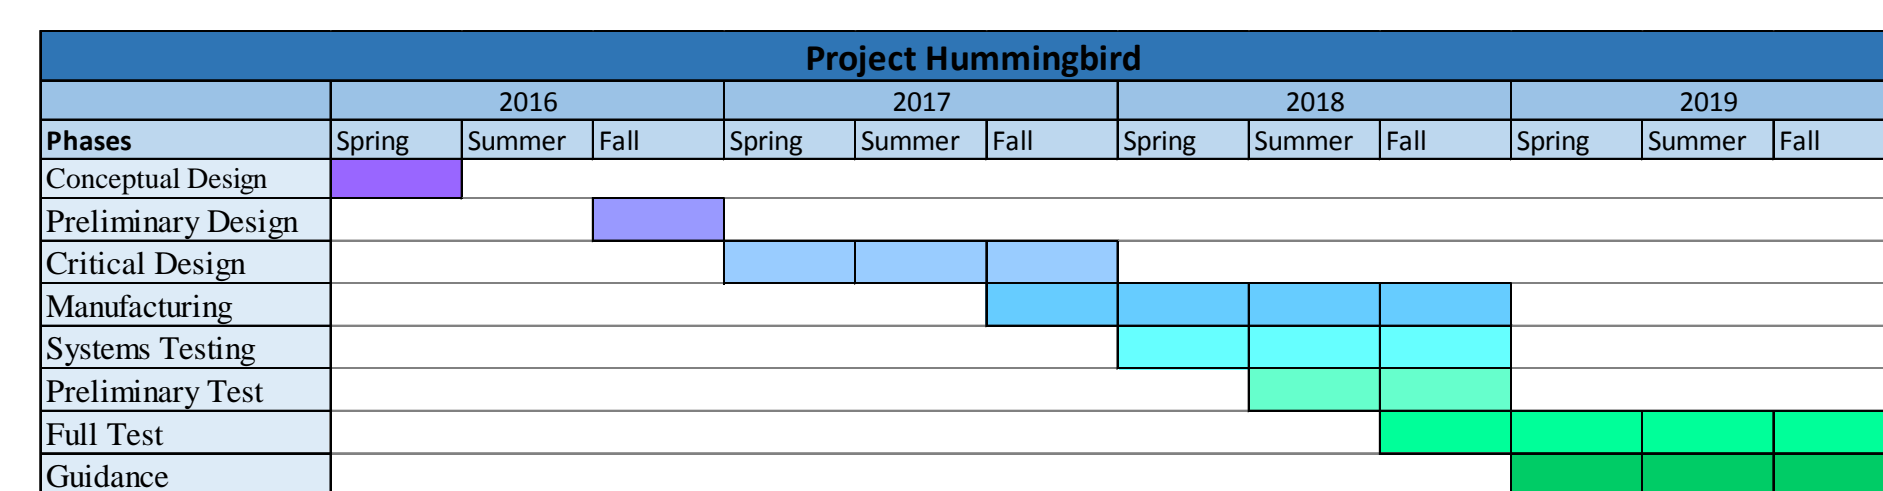 Project Hummingbird
2016 2017 2018 2019
Phases Spring Summer Fall Spring Summer Fall Spring Summer Fall Spring Summer Fall
Conceptual Design
Preliminary Design
Critical Design
Manufacturing
Systems Testing
Preliminary Test
Full Test
Guidance